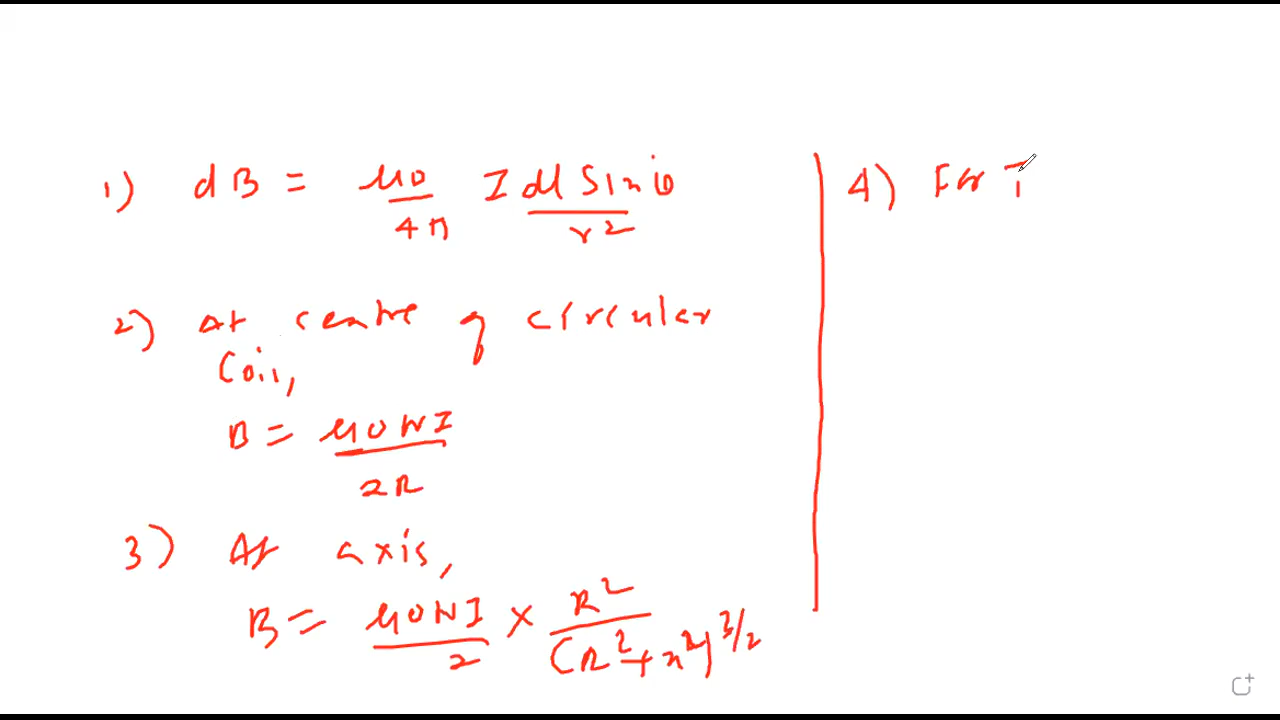 1) dB = μ0/4π I dl Sinθ/r²
2) At centre of circular
Coil,
B = μ0NI/2R
3) At axis,
B = μ0NI/2 × R²/(R²+x²)^3/2
4) For T